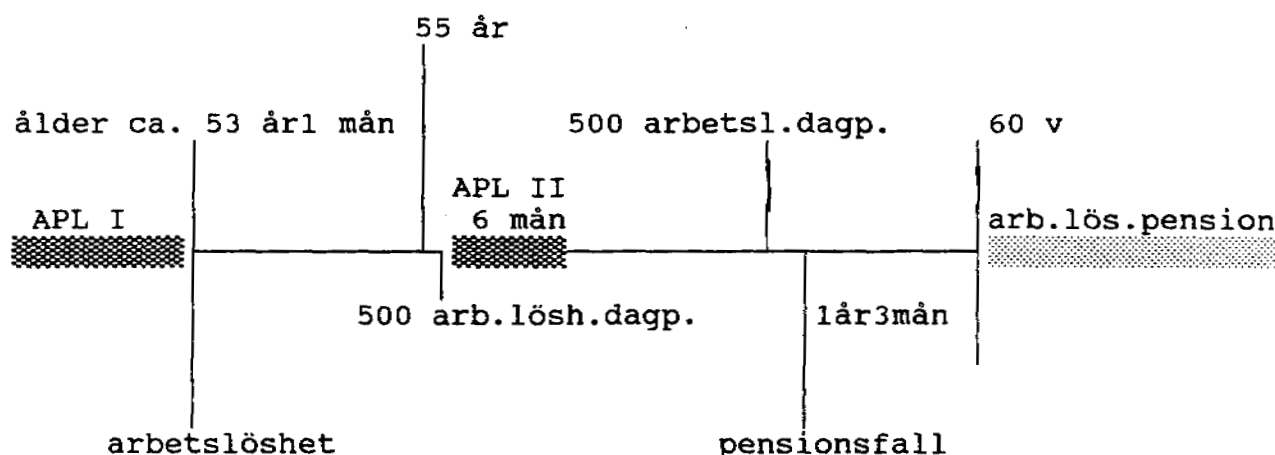 55 år
ålder ca. 53 år1 mån 500 arbetsl.dagp. 60 v
APL II
APL I 6 mån arb.lös.pension
500 arb.lösh.dagp. 1år3mån
arbetslöshet pensionsfall